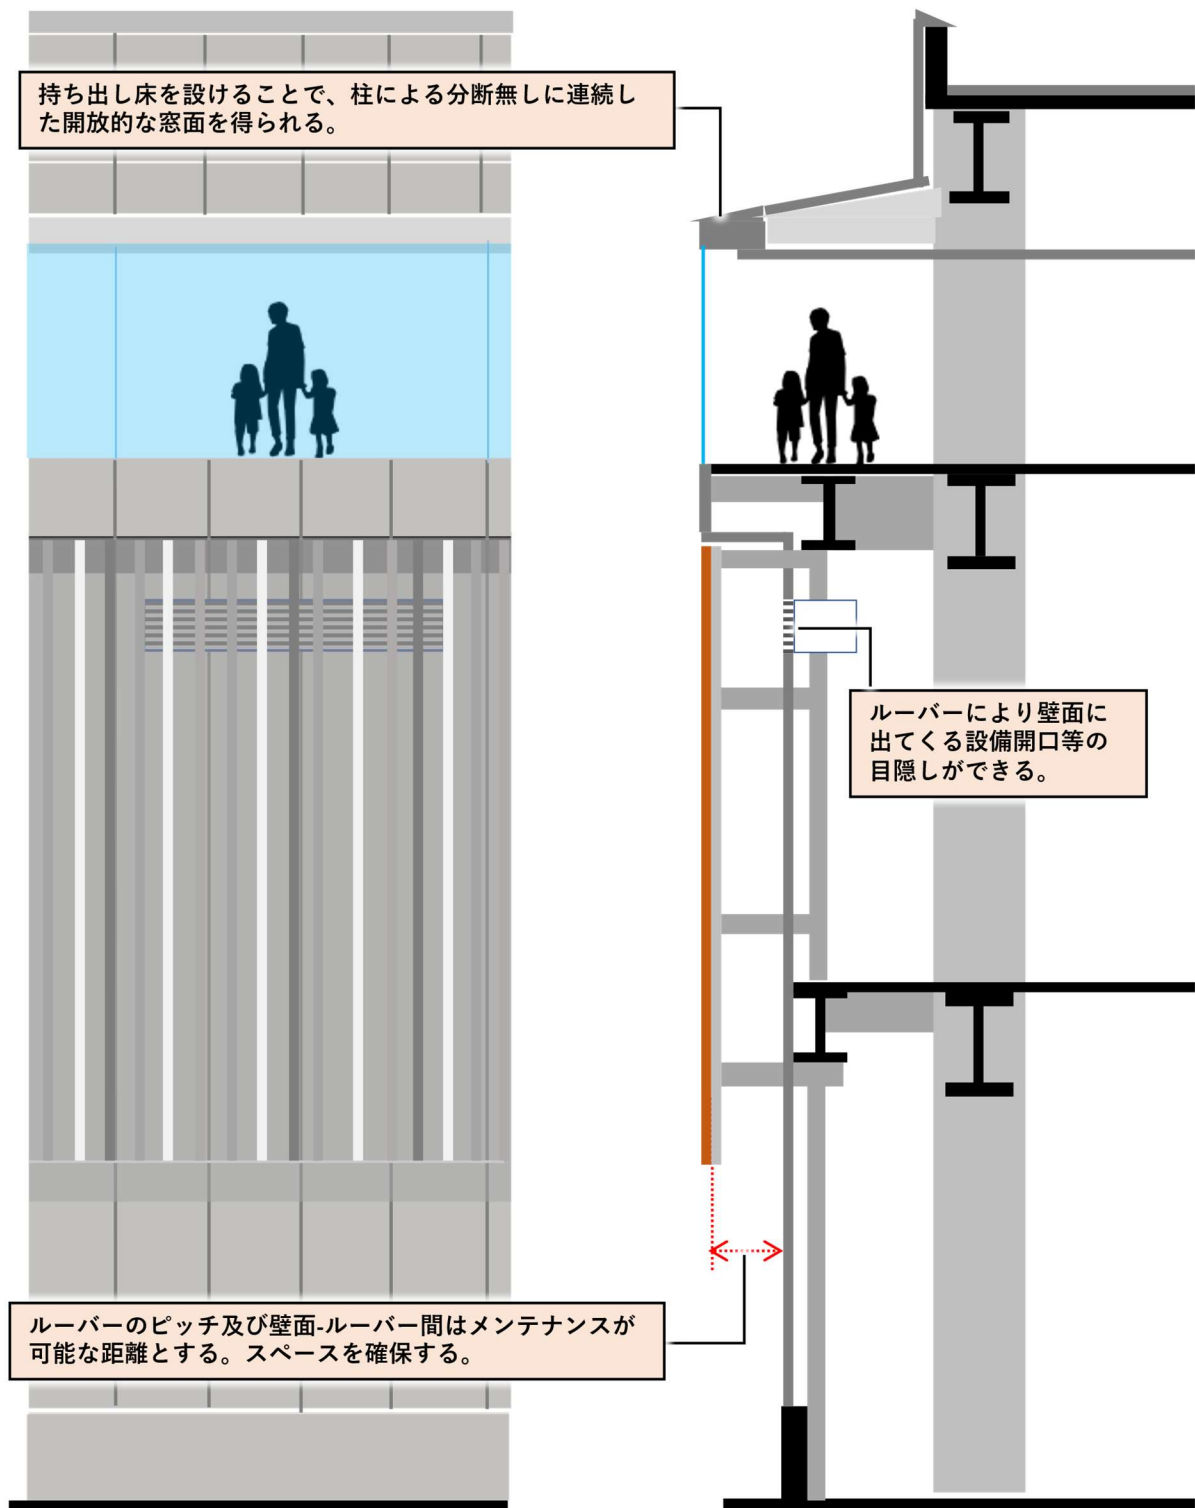 持ち出し床を設けることで、柱による分断無しに連続し
た開放的な窓面を得られる。
ルーバーにより壁面に
出てくる設備開口等の
目隠しができる。
ルーバーのピッチ及び壁面-ルーバー間はメンテナンスが
可能な距離とする。スペースを確保する。